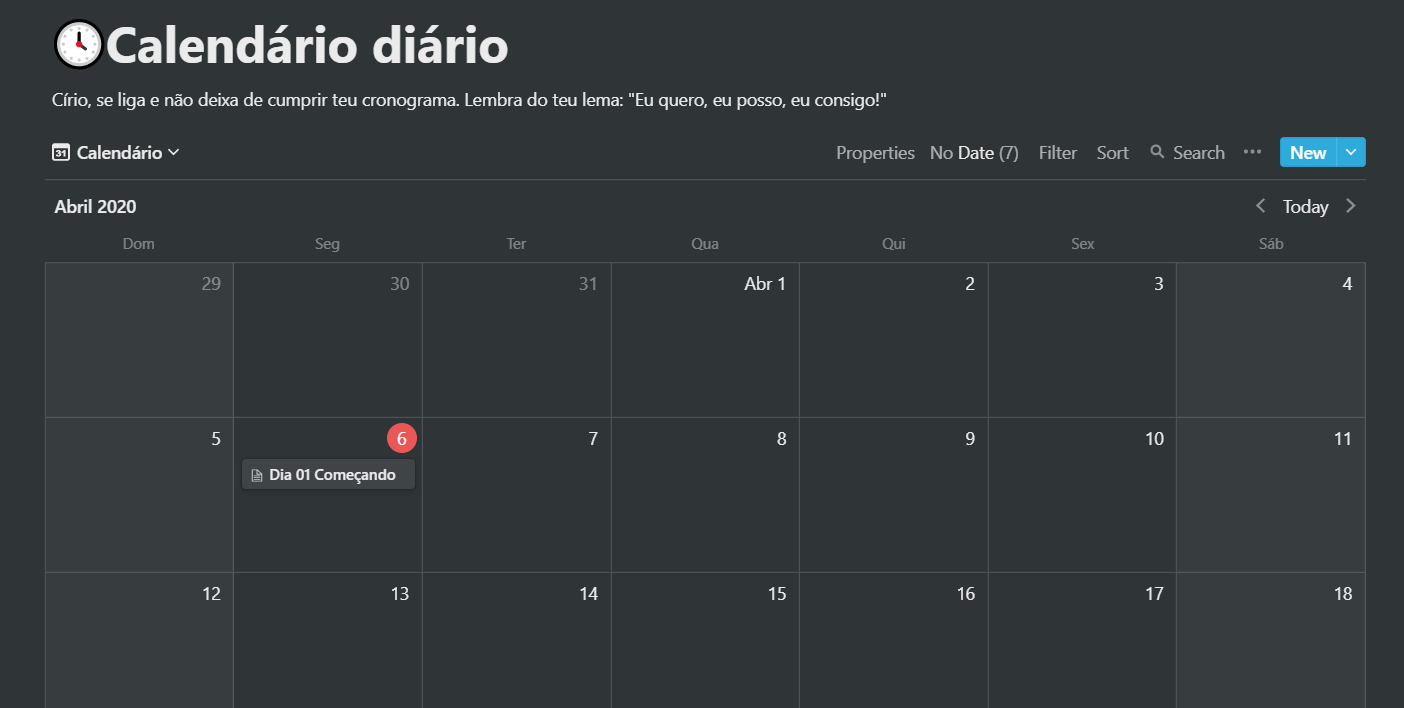 Calendário diário
Círio, se liga e não deixa de cumprir teu cronograma. Lembra do teu lema: "Eu quero, eu posso, eu consigo!"
31 Calendário Properties No Date (7) Filter Sort Search ••• New
Abril 2020 Today
Dom Seg Ter Qua Qui Sex Sáb
29 30 31 Abr 1 2 3 4
5 6 7 8 9 10 11
Dia 01 Começando
12 13 14 15 16 17 18